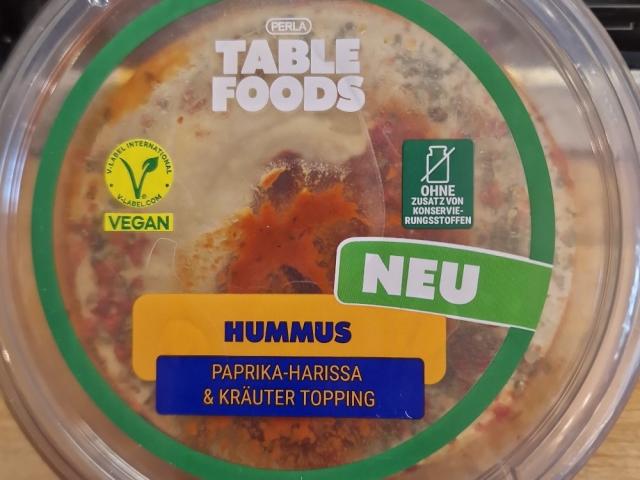 PERLA
TABLE
FOODS
V-LABEL INTERNATIONAL
V-LABEL.COM
VEGAN
OHNE
ZUSATZ VON
KONSERVIE-
RUNGSSTOFFEN
NEU
HUMMUS
PAPRIKA-HARISSA
& KRÄUTER TOPPING